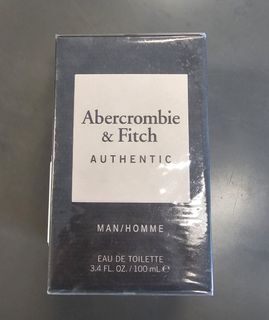 Abercrombie
& Fitch
AUTHENTIC
MAN/HOMME
EAU DE TOILETTE
3.4 FL. OZ. / 100 mL ℮